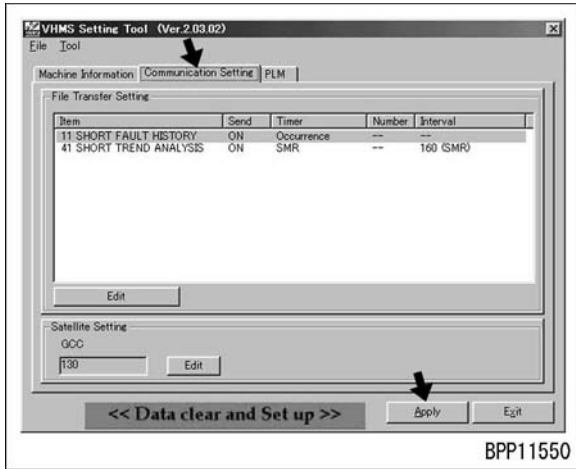 VHMS Setting Tool (Ver.2.03.02)
File Tool
Machine Information Communication Setting PLM
File Transfer Setting
Item Send Timer Number Interval
11 SHORT FAULT HISTORY ON Occurrence -- --
41 SHORT TREND ANALYSIS ON SMR -- 160 (SMR)
Edit
Satellite Setting
GCC
130 Edit
<< Data clear and Set up >> Apply Exit
BPP11550